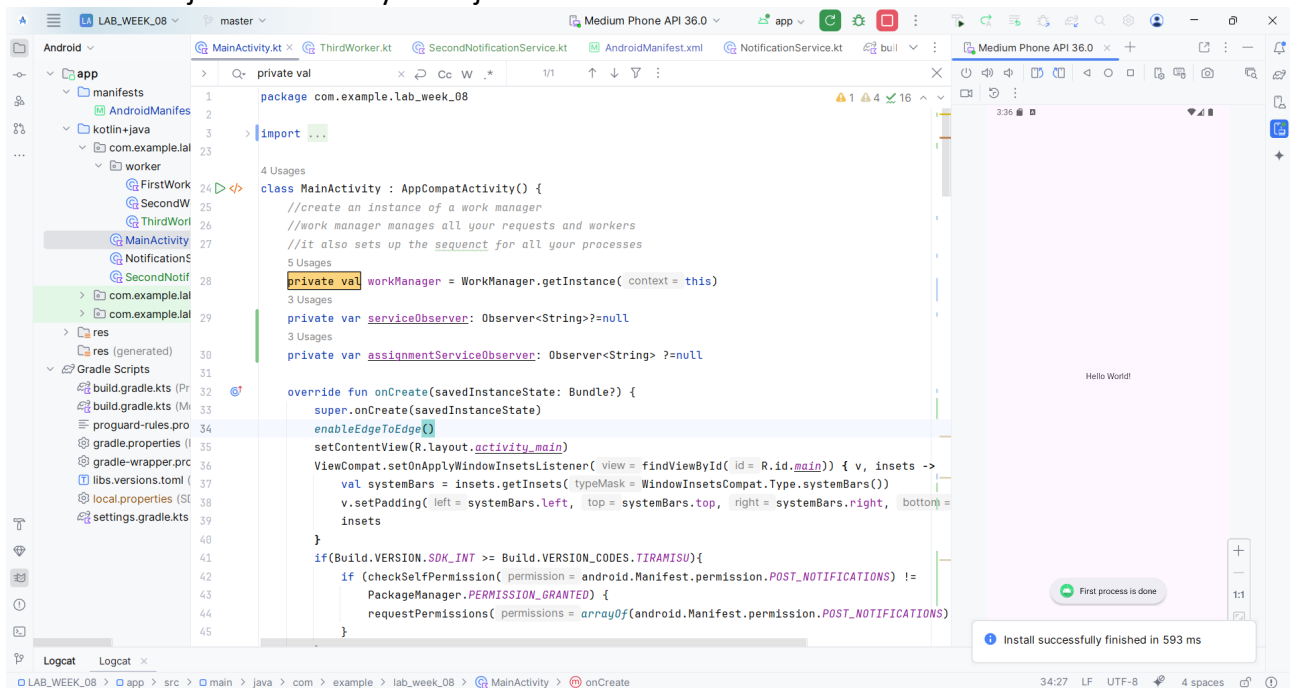 LA LAB_WEEK_08 master Medium Phone API 36.0 app
Android
MainActivity.kt ThirdWorker.kt SecondNotificationService.kt AndroidManifest.xml NotificationService.kt buil
Medium Phone API 36.0
private val Cc W .* 1/1
app
manifests
AndroidManifes
kotlin+java
com.example.lal
worker
FirstWork
SecondW
ThirdWorl
MainActivity
NotificationS
SecondNotif
com.example.lal
com.example.lal
res
res (generated)
Gradle Scripts
build.gradle.kts (Pr
build.gradle.kts (M
proguard-rules.pro
gradle.properties (
gradle-wrapper.prc
libs.versions.toml (
local.properties (SD
settings.gradle.kts
1 package com.example.lab_week_08
1 4 16
2
3 import ...
23
4 Usages
24 class MainActivity : AppCompatActivity() {
25 //create an instance of a work manager
26 //work manager manages all your requests and workers
27 //it also sets up the sequenct for all your processes
5 Usages
28 private val workManager = WorkManager.getInstance( context = this)
3 Usages
29 private var serviceObserver: Observer<String>?=null
3 Usages
30 private var assignmentServiceObserver: Observer<String> ?=null
31
32 override fun onCreate(savedInstanceState: Bundle?) {
33 super.onCreate(savedInstanceState)
34 enableEdgeToEdge()
35 setContentView(R.layout.activity_main)
36 ViewCompat.setOnApplyWindowInsetsListener( view = findViewById( id = R.id.main)) { v, insets ->
37 val systemBars = insets.getInsets( typeMask = WindowInsetsCompat.Type.systemBars())
38 v.setPadding( left = systemBars.left, top = systemBars.top, right = systemBars.right, bottom =
39 insets
40 }
41 if(Build.VERSION.SDK_INT >= Build.VERSION_CODES.TIRAMISU){
42 if (checkSelfPermission( permission = android.Manifest.permission.POST_NOTIFICATIONS) !=
43 PackageManager.PERMISSION_GRANTED) {
44 requestPermissions( permissions = arrayOf(android.Manifest.permission.POST_NOTIFICATIONS)
45 }
3:36
Hello World!
First process is done
1:1
Install successfully finished in 593 ms
Logcat Logcat
LAB_WEEK_08 > app > src > main > java > com > example > lab_week_08 > MainActivity > onCreate
34:27 LF UTF-8 4 spaces